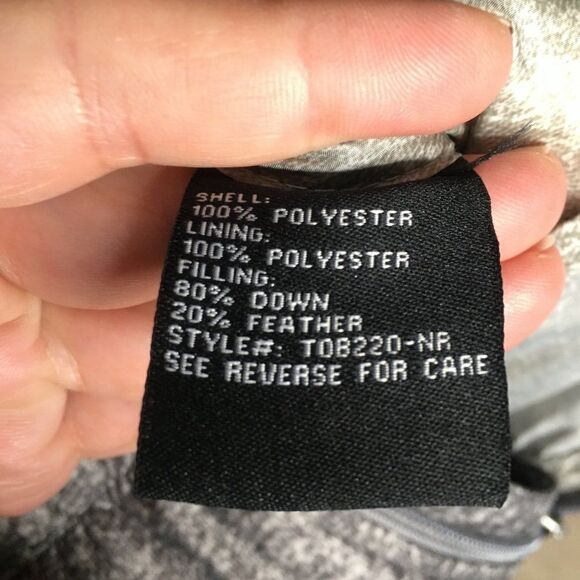 SHELL:
100% POLYESTER
LINING:
100% POLYESTER
FILLING:
80% DOWN
20% FEATHER
STYLE#: TOB220-NR
SEE REVERSE FOR CARE